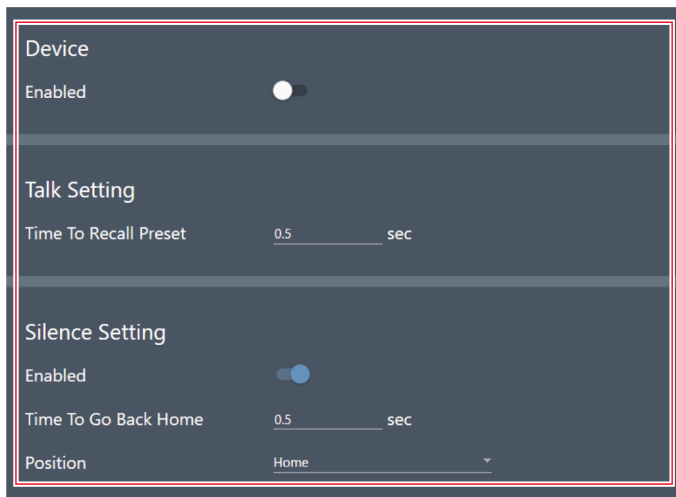 Device
Enabled
Talk Setting
Time To Recall Preset 0.5 sec
Silence Setting
Enabled
Time To Go Back Home 0.5 sec
Position Home